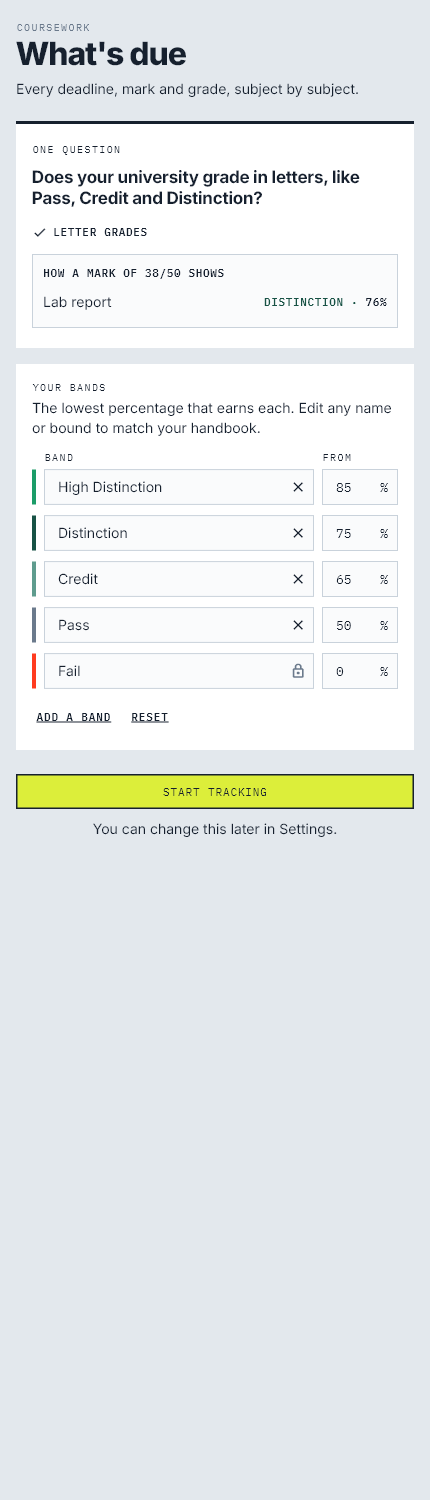 COURSEWORK
What's due
Every deadline, mark and grade, subject by subject.
ONE QUESTION
Does your university grade in letters, like
Pass, Credit and Distinction?
LETTER GRADES
HOW A MARK OF 38/50 SHOWS
Lab report DISTINCTION · 76%
YOUR BANDS
The lowest percentage that earns each. Edit any name
or bound to match your handbook.
BAND FROM
High Distinction 85 %
Distinction 75 %
Credit 65 %
Pass 50 %
Fail 0 %
ADD A BAND RESET
START TRACKING
You can change this later in Settings.